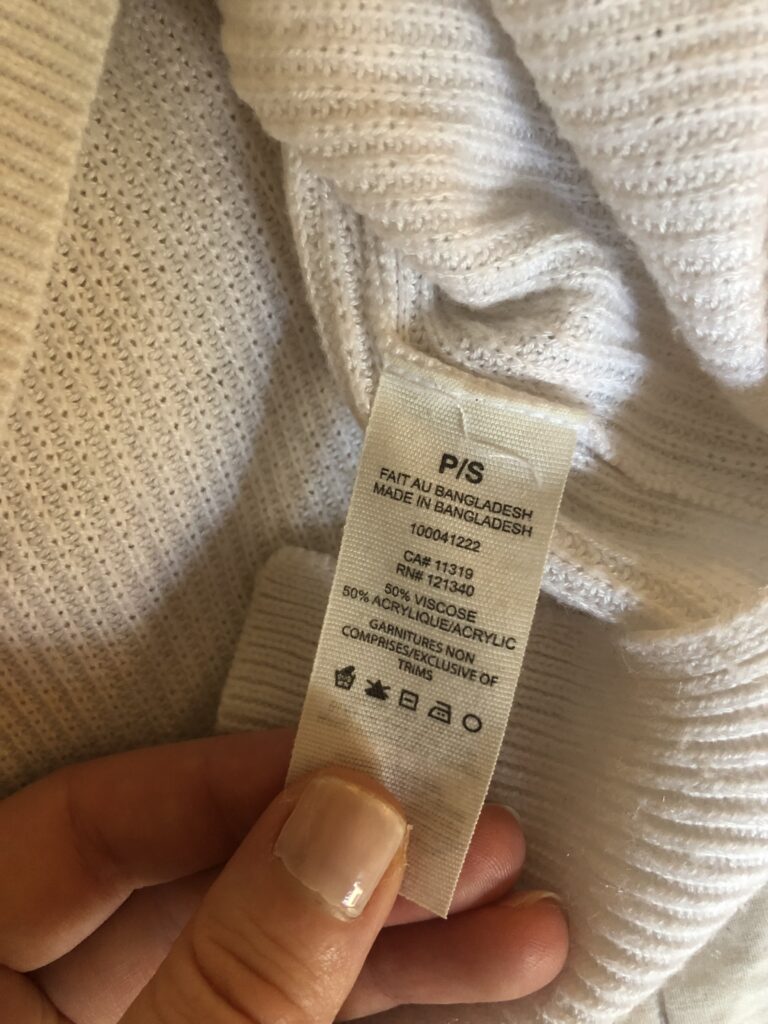 P/S
FAIT AU BANGLADESH
MADE IN BANGLADESH
100041222
CA# 11319
RN# 121340
50% VISCOSE
50% ACRYLIQUE/ACRYLIC
GARNITURES NON
COMPRISES/EXCLUSIVE OF
TRIMS